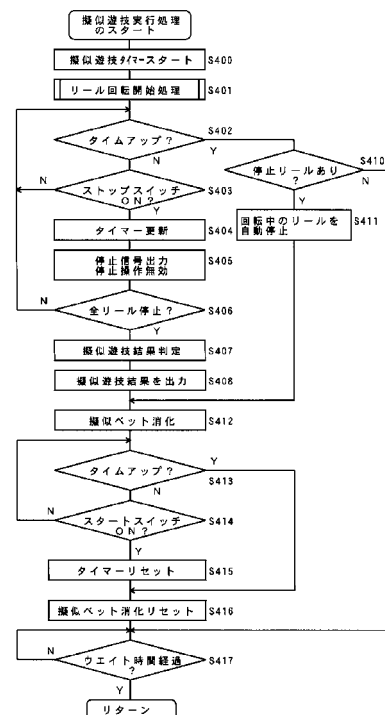 擬似遊技実行処理
のスタート
擬似遊技タイマースタート
S400
リール回転開始処理
S401
タイムアップ?
S402
N
Y
ストップスイッチ
ON?
S403
N
Y
停止リールあり
?
S410
N
Y
タイマー更新
S404
回転中のリールを
自動停止
S411
停止信号出力
停止操作無効
S405
全リール停止?
S406
N
Y
擬似遊技結果判定
S407
擬似遊技結果を出力
S408
擬似ベット消化
S412
タイムアップ?
S413
Y
N
スタートスイッチ
ON?
S414
N
Y
タイマーリセット
S415
擬似ベット消化リセット
S416
ウエイト時間経過
?
S417
N
Y
リターン